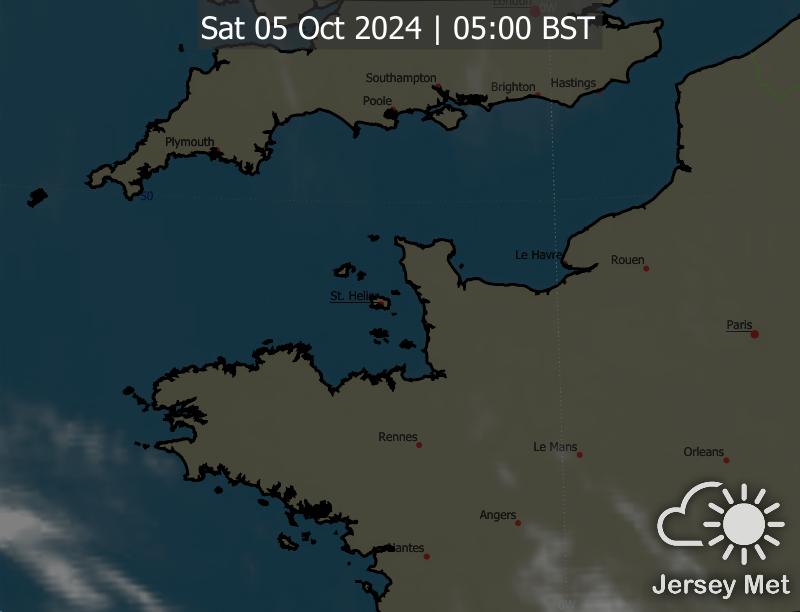 London
Sat 05 Oct 2024 | 05:00 BST
Southampton
Brighton
Hastings
Poole
Plymouth
50
Le Havre
Rouen
St. Helier
Paris
Rennes
Le Mans
Orleans
Angers
Nantes
Jersey Met